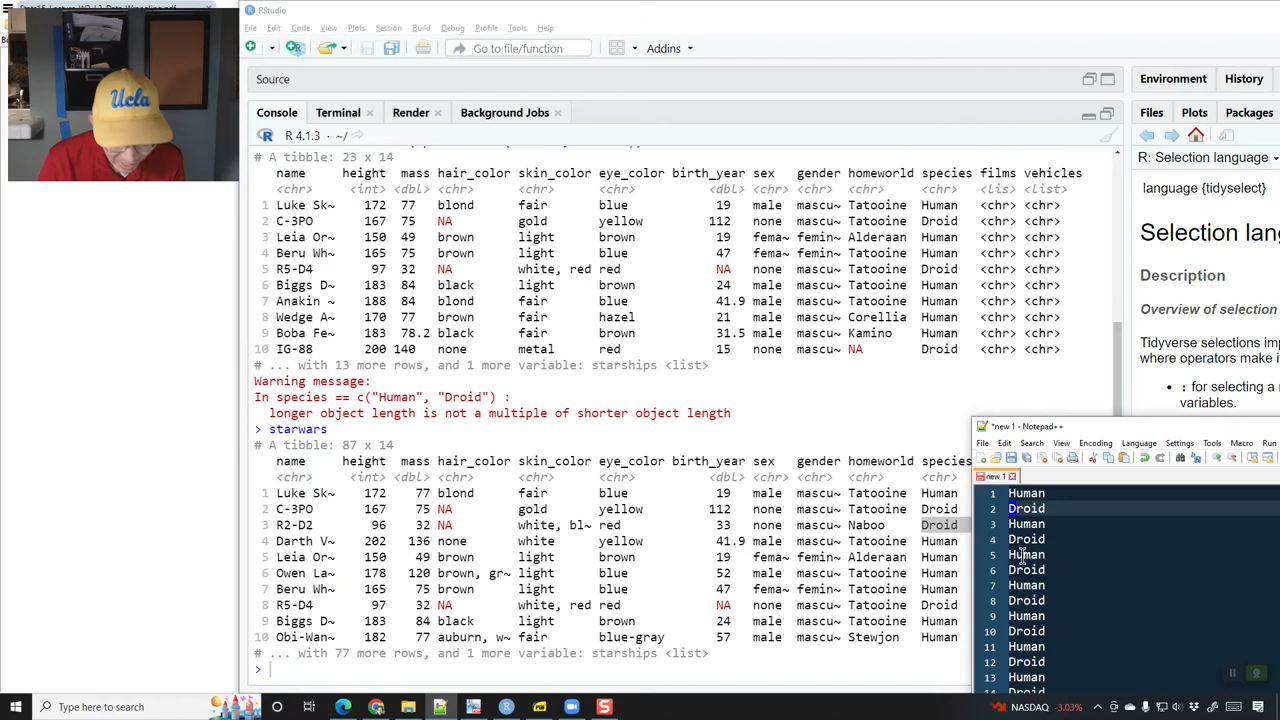 Ucla
RStudio
File Edit Code View Plots Session Build Debug Profile Tools Help
Go to file/function Addins
Source
Environment History
Console Terminal Render Background Jobs
Files Plots Packages
R 4.1.3 · ~/
R: Selection language
# A tibble: 23 x 14
name height mass hair_color skin_color eye_color birth_year sex gender homeworld species films vehicles
<chr> <int> <dbl> <chr> <chr> <chr> <dbl> <chr> <chr> <chr> <chr> <lis> <list>
1 Luke Sk~ 172 77 blond fair blue 19 male mascu~ Tatooine Human <chr> <chr>
2 C-3PO 167 75 NA gold yellow 112 none mascu~ Tatooine Droid <chr> <chr>
3 Leia Or~ 150 49 brown light brown 19 fema~ femin~ Alderaan Human <chr> <chr>
4 Beru Wh~ 165 75 brown light blue 47 fema~ femin~ Tatooine Human <chr> <chr>
5 R5-D4 97 32 NA white, red red NA none mascu~ Tatooine Droid <chr> <chr>
6 Biggs D~ 183 84 black light brown 24 male mascu~ Tatooine Human <chr> <chr>
7 Anakin ~ 188 84 blond fair blue 41.9 male mascu~ Tatooine Human <chr> <chr>
8 Wedge A~ 170 77 brown fair hazel 21 male mascu~ Corellia Human <chr> <chr>
9 Boba Fe~ 183 78.2 black fair brown 31.5 male mascu~ Kamino Human <chr> <chr>
10 IG-88 200 140 none metal red 15 none mascu~ NA Droid <chr> <chr>
# ... with 13 more rows, and 1 more variable: starships <list>
Warning message:
In species == c("Human", "Droid") :
longer object length is not a multiple of shorter object length
> starwars
# A tibble: 87 x 14
name height mass hair_color skin_color eye_color birth_year sex gender homeworld species
<chr> <int> <dbl> <chr> <chr> <chr> <dbl> <chr> <chr> <chr> <chr>
1 Luke Sk~ 172 77 blond fair blue 19 male mascu~ Tatooine Human
2 C-3PO 167 75 NA gold yellow 112 none mascu~ Tatooine Droid
3 R2-D2 96 32 NA white, bl~ red 33 none mascu~ Naboo Droid
4 Darth V~ 202 136 none white yellow 41.9 male mascu~ Tatooine Human
5 Leia Or~ 150 49 brown light brown 19 fema~ femin~ Alderaan Human
6 Owen La~ 178 120 brown, gr~ light blue 52 male mascu~ Tatooine Human
7 Beru Wh~ 165 75 brown light blue 47 fema~ femin~ Tatooine Human
8 R5-D4 97 32 NA white, red red NA none mascu~ Tatooine Droid
9 Biggs D~ 183 84 black light brown 24 male mascu~ Tatooine Human
10 Obi-Wan~ 182 77 auburn, w~ fair blue-gray 57 male mascu~ Stewjon Human
# ... with 77 more rows, and 1 more variable: starships <list>
>
language {tidyselect}
Selection lang
Description
Overview of selection
Tidyverse selections imp
where operators make i
• : for selecting a r
variables.
*new 1 - Notepad++
File Edit Search View Encoding Language Settings Tools Macro Run
new 1
1 Human
2 Droid
3 Human
4 Droid
5 Human
6 Droid
7 Human
8 Droid
9 Human
10 Droid
11 Human
12 Droid
13 Human
14 Droid
Type here to search
NASDAQ -3.03%